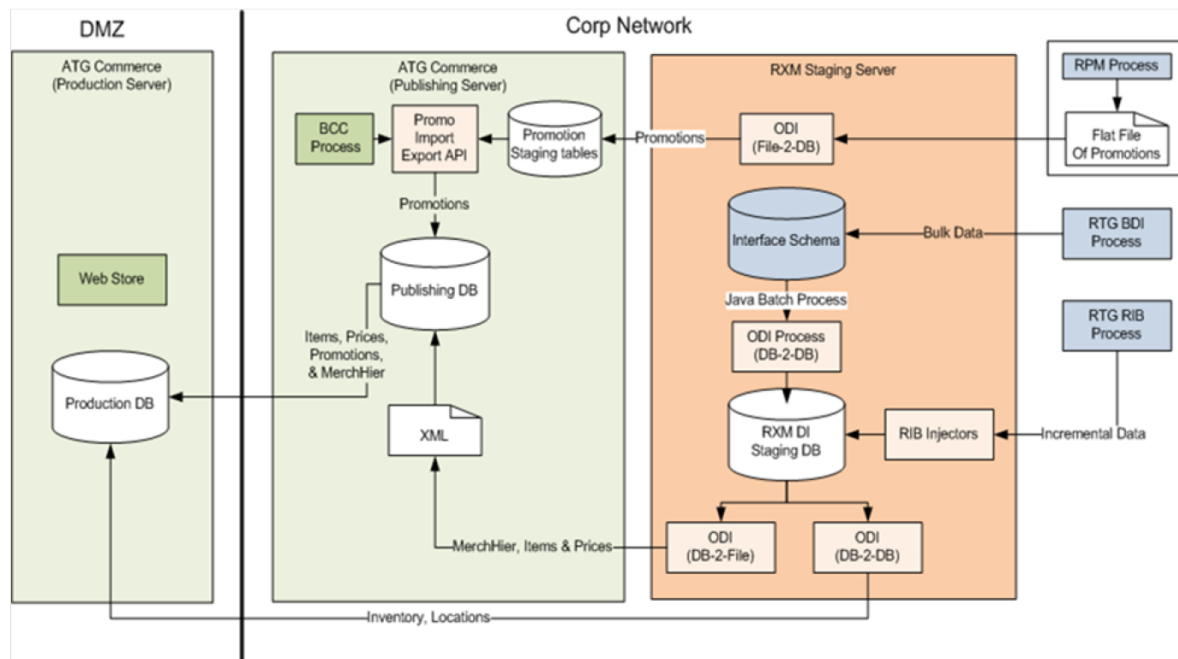 DMZ
Corp Network
ATG Commerce
(Production Server)
ATG Commerce
(Publishing Server)
RXM Staging Server
RPM Process
BCC
Process
Promo
Import
Export API
Promotion
Staging tables
Promotions
ODI
(File-2-DB)
Flat File
Of Promotions
Promotions
Interface Schema
Bulk Data
RTG BDI
Process
Web Store
Publishing DB
Java Batch Process
RTG RIB
Process
Items, Prices,
Promotions,
& MerchHier
ODI Process
(DB-2-DB)
Production DB
XML
RXM DI
Staging DB
RIB Injectors
Incremental Data
MerchHier, Items & Prices
ODI
(DB-2-File)
ODI
(DB-2-DB)
Inventory, Locations